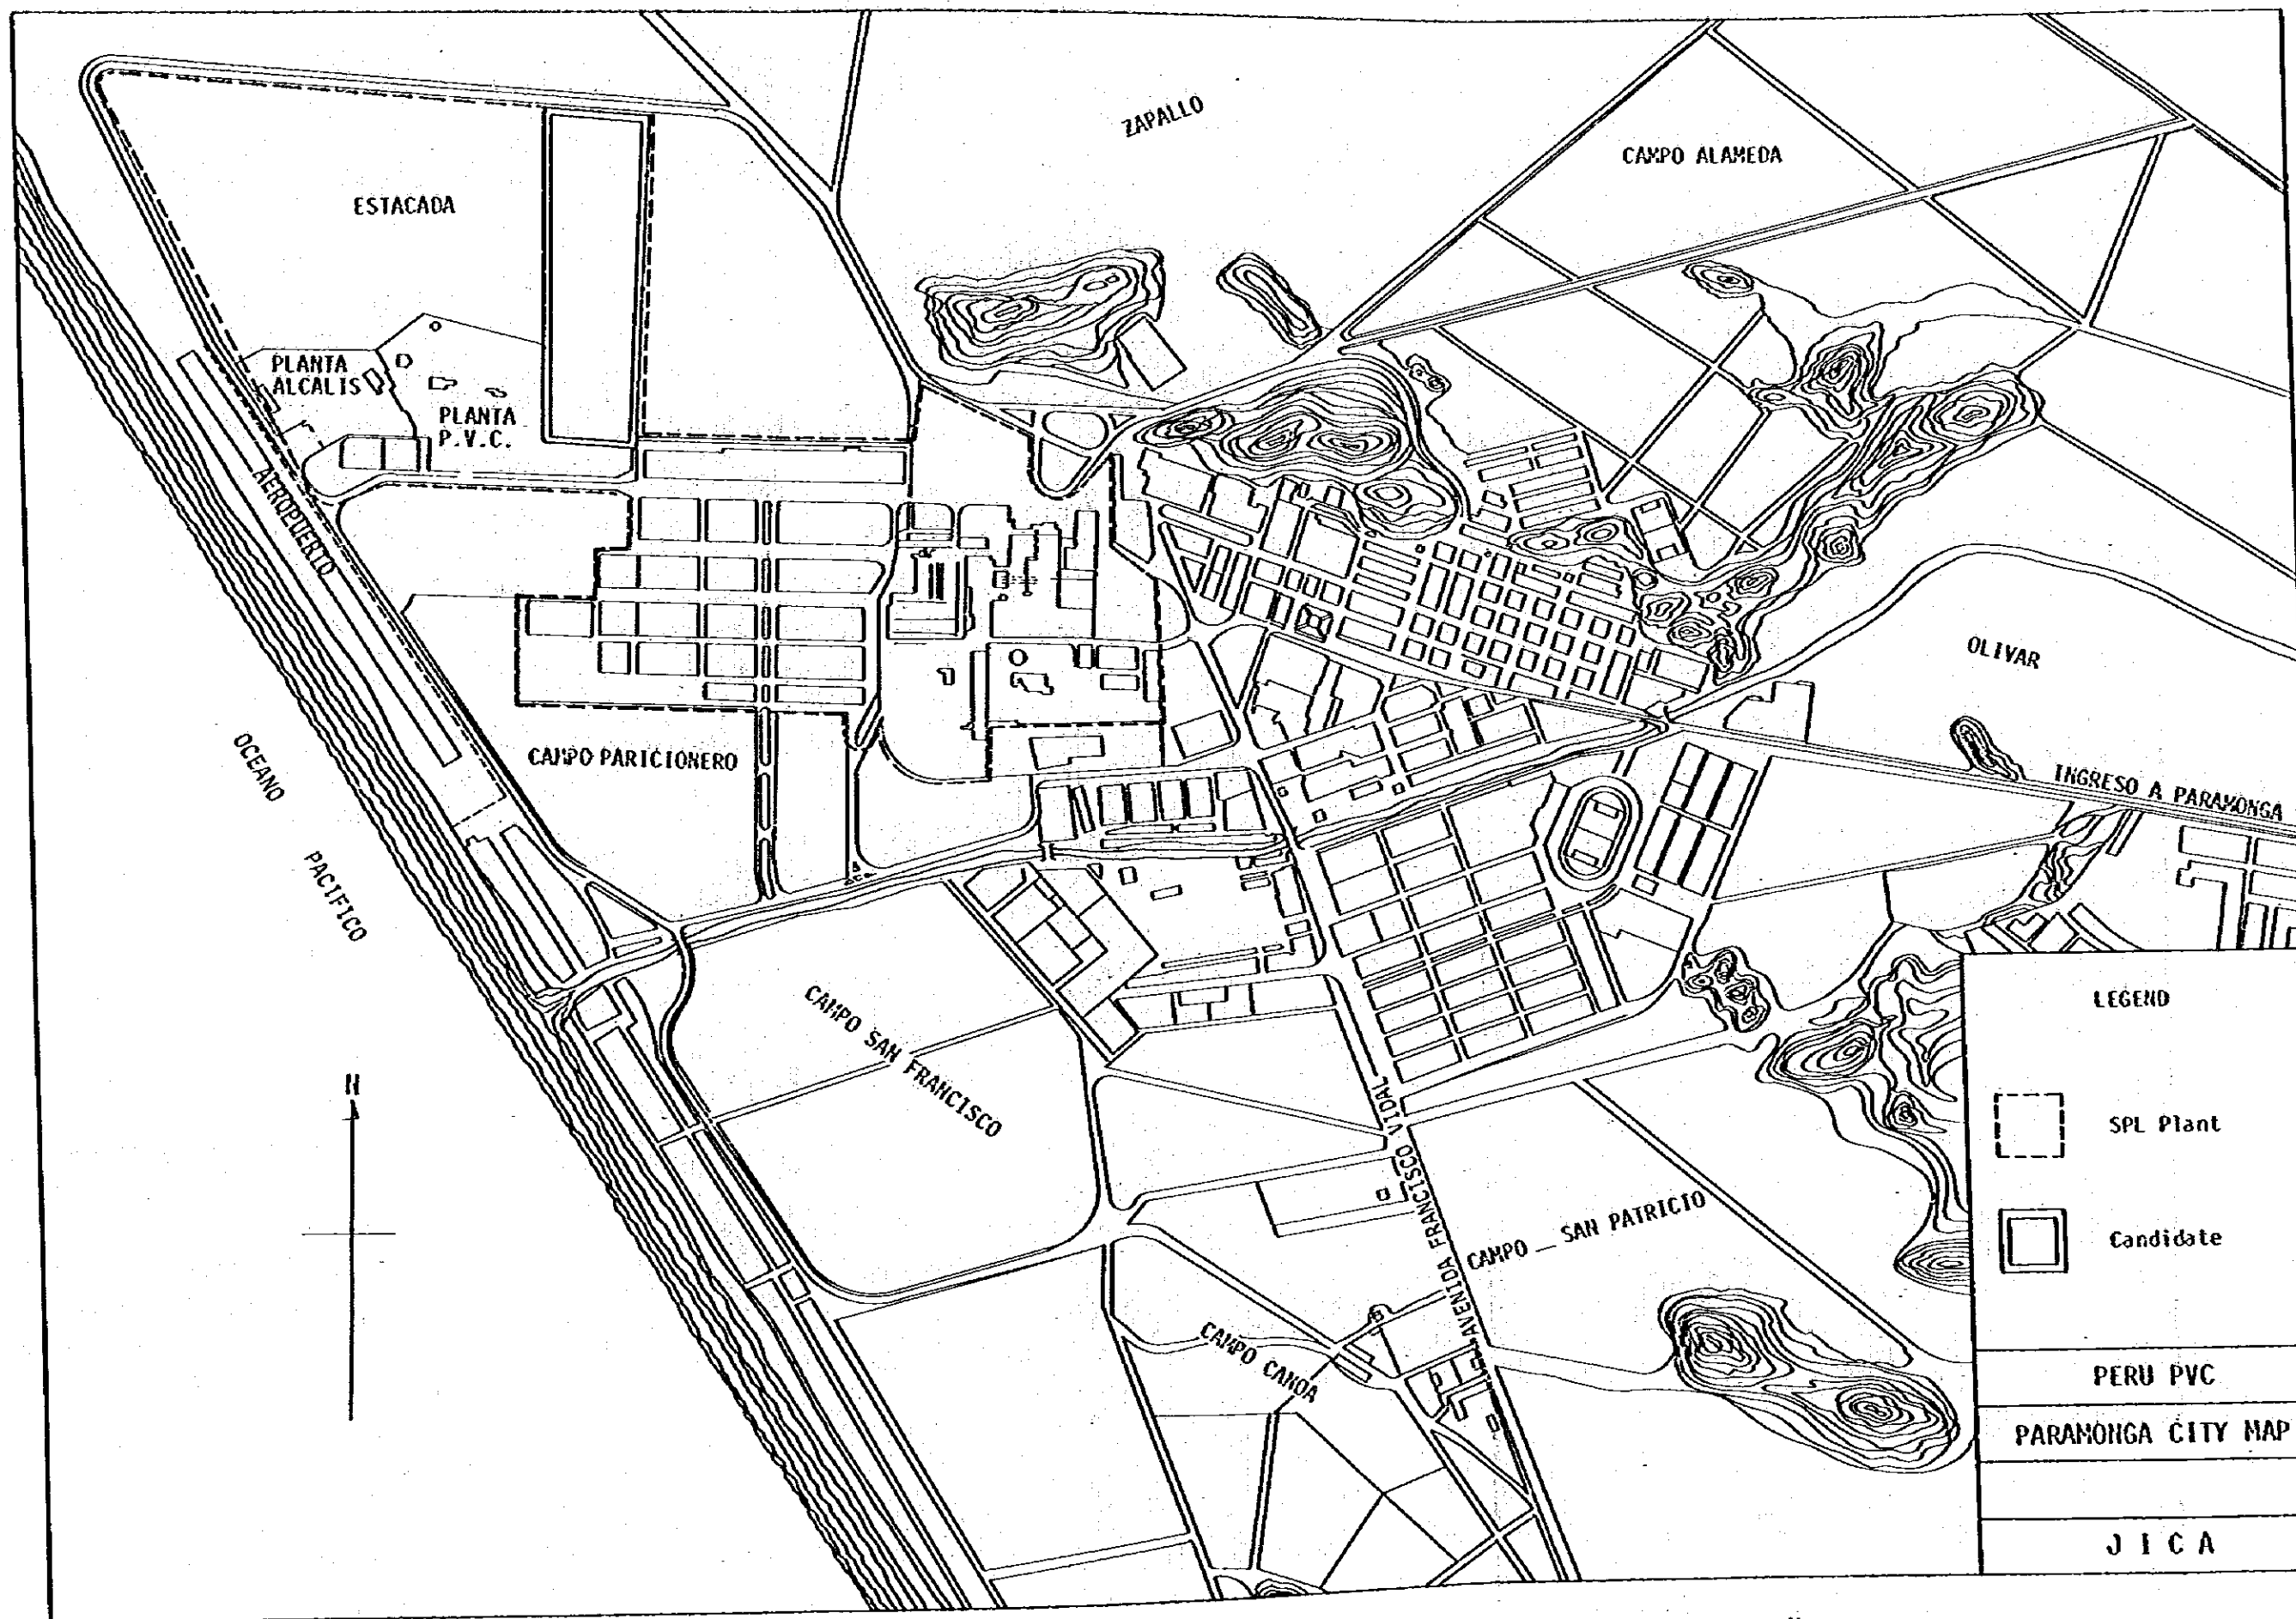 ZAPALLO
CAMPO ALAMEDA
ESTACADA
PLANTA
ALCALIS
PLANTA
P.V.C.
AEROPUERTO
OLIVAR
CAMPO PARICIONERO
INGRESO A PARAMONGA
OCEANO PACIFICO
CAMPO SAN FRANCISCO
LEGEND
N
SPL Plant
AVENIDA FRANCISCO VIDAL
CAMPO _ SAN PATRICIO
Candidate
CAMPO CANOA
PERU PVC
PARAMONGA CITY MAP
J I C A